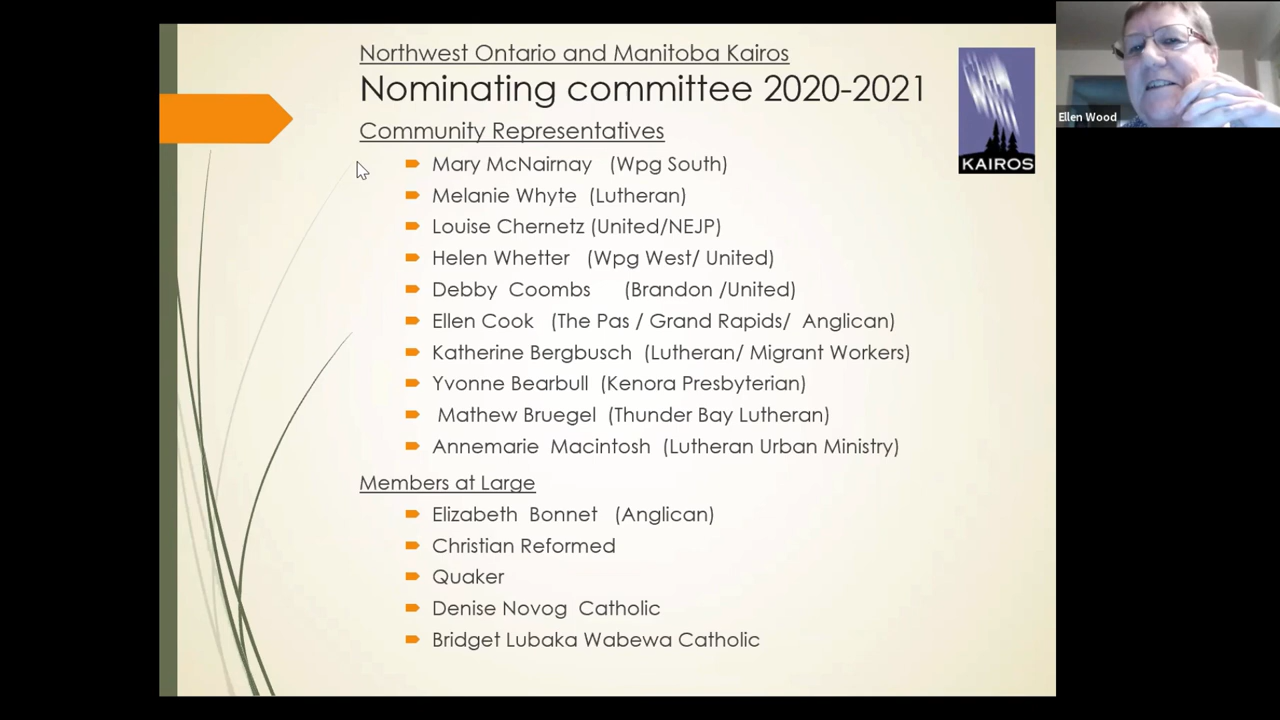 Northwest Ontario and Manitoba Kairos
Nominating committee 2020-2021
Community Representatives
Mary McNairnay (Wpg South)
Melanie Whyte (Lutheran)
Louise Chernetz (United/NEJP)
Helen Whetter (Wpg West/ United)
Debby Coombs (Brandon /United)
Ellen Cook (The Pas / Grand Rapids/ Anglican)
Katherine Bergbusch (Lutheran/ Migrant Workers)
Yvonne Bearbull (Kenora Presbyterian)
Mathew Bruegel (Thunder Bay Lutheran)
Annemarie Macintosh (Lutheran Urban Ministry)
Members at Large
Elizabeth Bonnet (Anglican)
Christian Reformed
Quaker
Denise Novog Catholic
Bridget Lubaka Wabewa Catholic
KAIROS
Ellen Wood